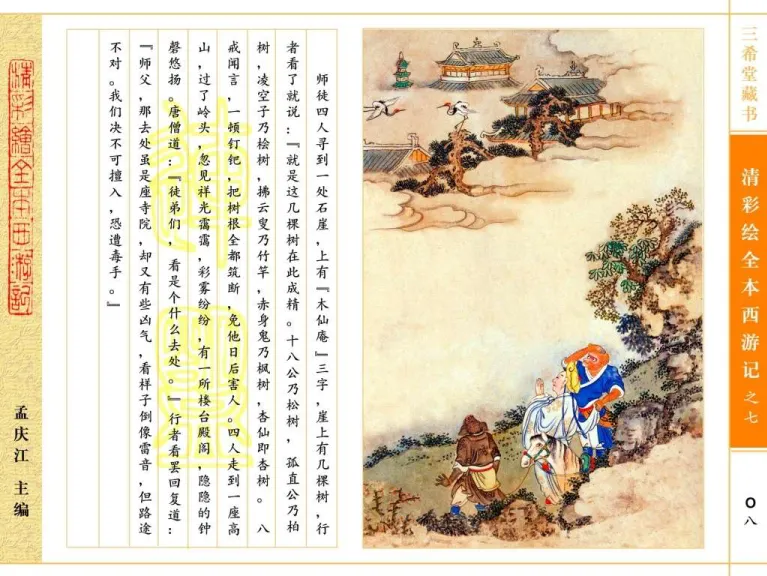 三希堂藏书
清彩绘全本西游记之七
〇八
师徒四人寻到一处石崖，上有『木仙庵』三字，崖上有几棵树，行
者看了就说：『就是这几棵树在此成精。十八公乃松树，孤直公乃柏
树，凌空子乃桧树，拂云叟乃竹竿，赤身鬼乃枫树，杏仙即杏树。八
戒闻言，一顿钉钯，把树根全都筑断，免他日后害人。四人走到一座高
山，过了岭头，忽见祥光霭霭，彩雾纷纷，有一所楼台殿阁，隐隐的钟
磬悠扬。唐僧道：『徒弟们，看是个什么去处。』行者看罢回复道：
『师父，那去处虽是座寺院，却又有些凶气，看样子倒像雷音，但路途
不对。我们决不可擅入，恐遭毒手。』
彩繪全本西游記
孟庆江 主编